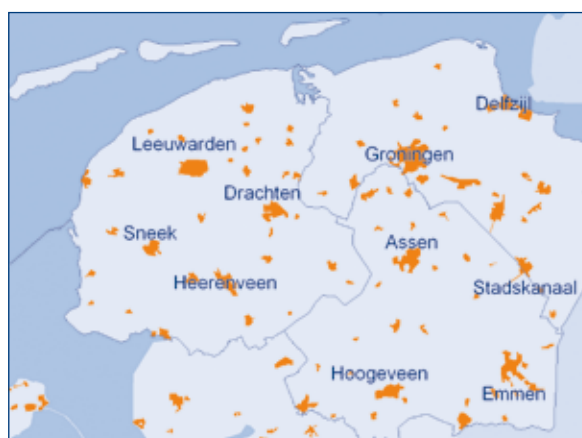 Delfzijl
Leeuwarden
Groningen
Drachten
Sneek
Assen
Heerenveen
Stadskanaal
Hoogeveen
Emmen